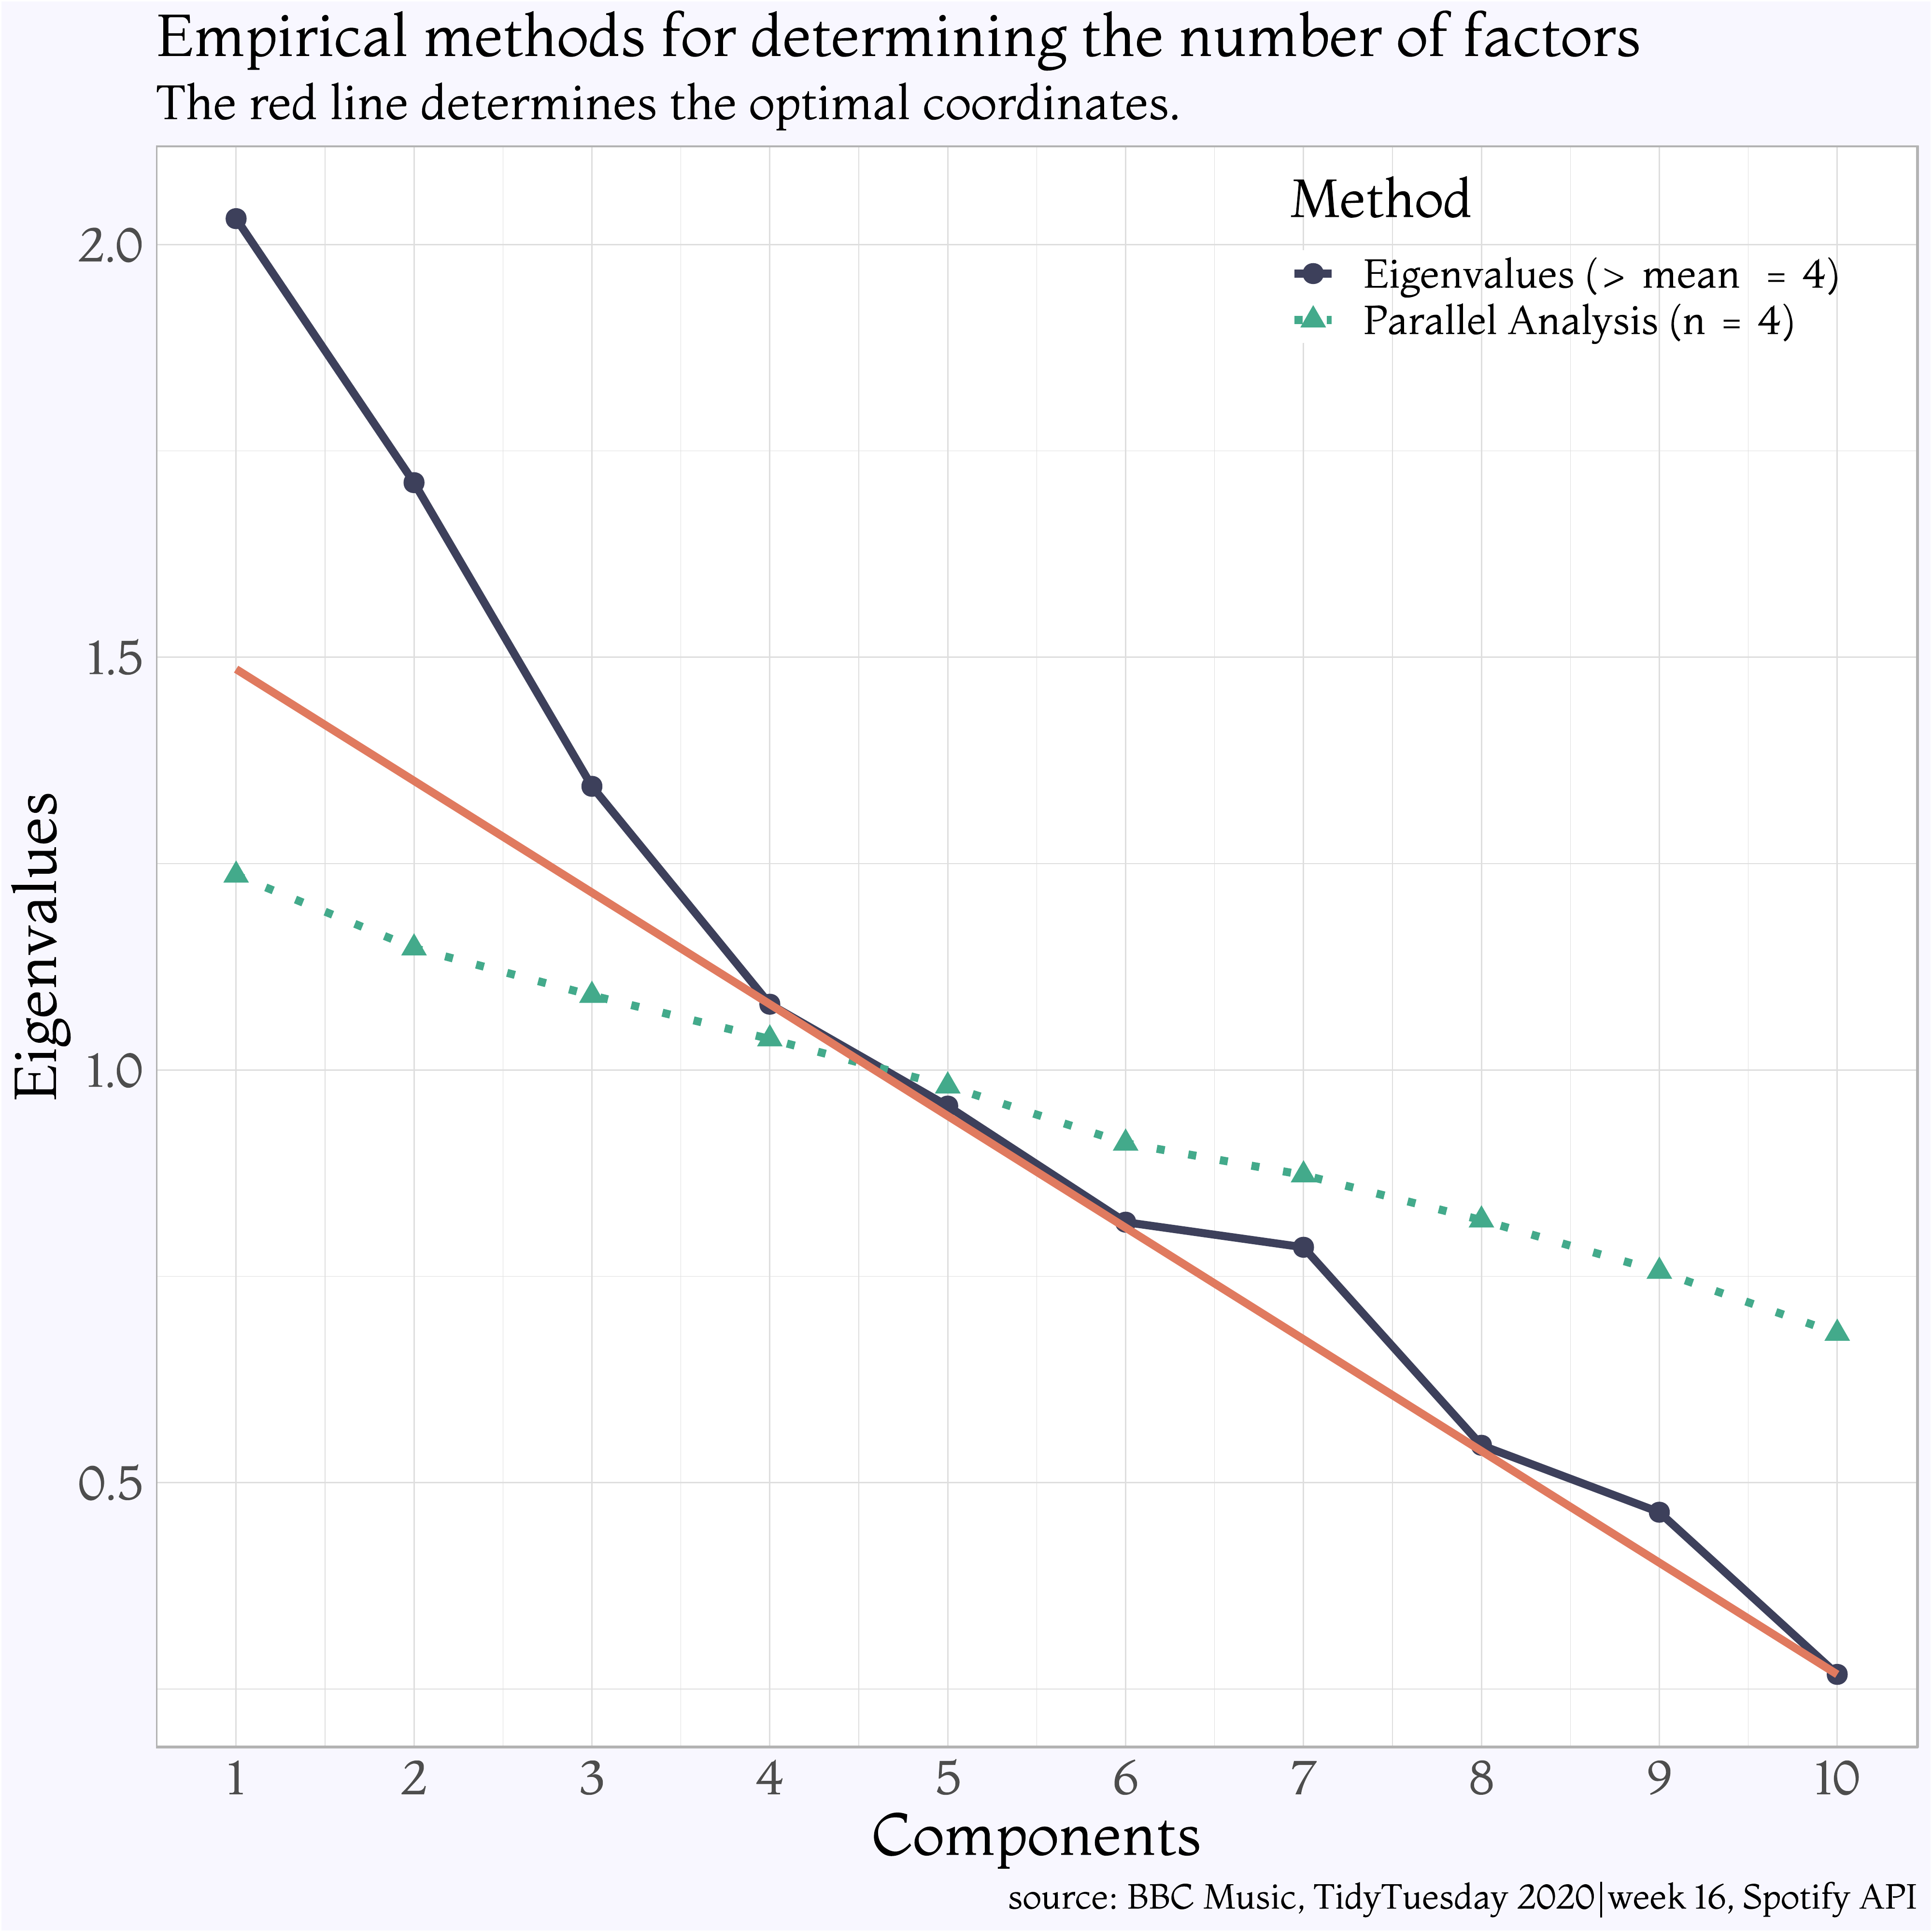 Empirical methods for determining the number of factors
The red line determines the optimal coordinates.
Method
Eigenvalues (> mean  = 4)
Parallel Analysis (n = 4)
Eigenvalues
2.0
1.5
1.0
0.5
1 2 3 4 5 6 7 8 9 10
Components
source: BBC Music, TidyTuesday 2020|week 16, Spotify API